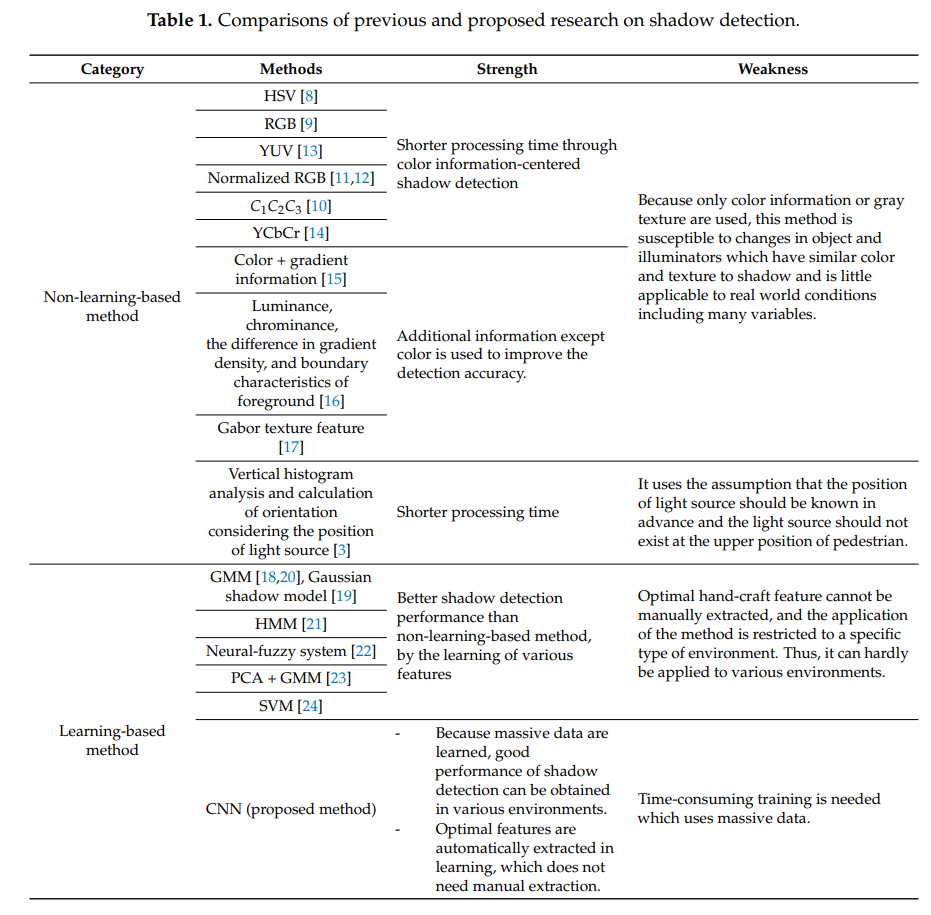 Table 1. Comparisons of previous and proposed research on shadow detection.
Category Methods Strength Weakness
Non-learning-based
method
HSV [8]
RGB [9]
YUV [13]
Normalized RGB [11,12]
C1C2C3 [10]
YCbCr [14]
Shorter processing time through
color information-centered
shadow detection
Color + gradient
information [15]
Luminance,
chrominance,
the difference in gradient
density, and boundary
characteristics of
foreground [16]
Gabor texture feature
[17]
Additional information except
color is used to improve the
detection accuracy.
Because only color information or gray
texture are used, this method is
susceptible to changes in object and
illuminators which have similar color
and texture to shadow and is little
applicable to real world conditions
including many variables.
Vertical histogram
analysis and calculation
of orientation
considering the position
of light source [3]
Shorter processing time
It uses the assumption that the position
of light source should be known in
advance and the light source should not
exist at the upper position of pedestrian.
Learning-based
method
GMM [18,20], Gaussian
shadow model [19]
HMM [21]
Neural-fuzzy system [22]
PCA + GMM [23]
SVM [24]
Better shadow detection
performance than
non-learning-based method,
by the learning of various
features
Optimal hand-craft feature cannot be
manually extracted, and the application
of the method is restricted to a specific
type of environment. Thus, it can hardly
be applied to various environments.
CNN (proposed method)
- Because massive data are
learned, good
performance of shadow
detection can be obtained
in various environments.
- Optimal features are
automatically extracted in
learning, which does not
need manual extraction.
Time-consuming training is needed
which uses massive data.